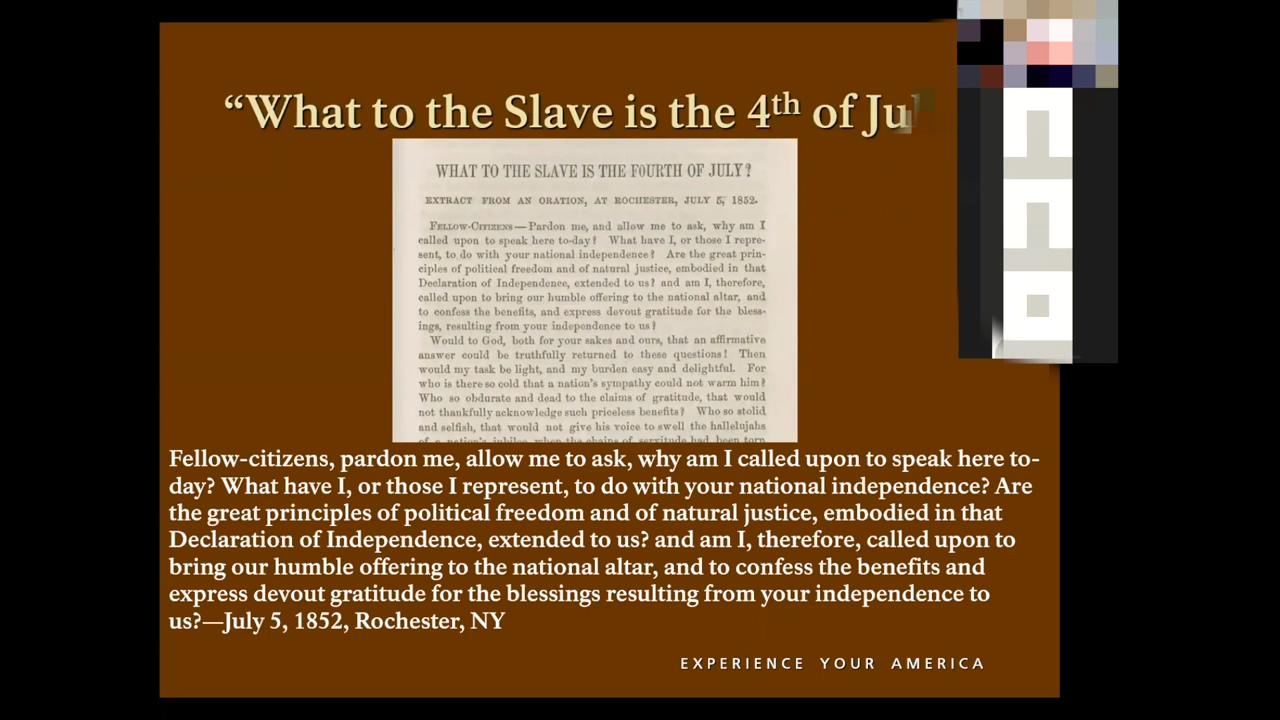 “What to the Slave is the 4th of Ju
WHAT TO THE SLAVE IS THE FOURTH OF JULY?
EXTRACT FROM AN ORATION, AT ROCHESTER, JULY 5, 1852.
FELLOW-CITIZENS—Pardon me, and allow me to ask, why am I
called upon to speak here to-day? What have I, or those I repre-
sent, to do with your national independence? Are the great prin-
ciples of political freedom and of natural justice, embodied in that
Declaration of Independence, extended to us? and am I, therefore,
called upon to bring our humble offering to the national altar, and
to confess the benefits, and express devout gratitude for the bless-
ings, resulting from your independence to us?
Would to God, both for your sakes and ours, that an affirmative
answer could be truthfully returned to these questions! Then
would my task be light, and my burden easy and delightful. For
who is there so cold that a nation's sympathy could not warm him?
Who so obdurate and dead to the claims of gratitude, that would
not thankfully acknowledge such priceless benefits? Who so stolid
and selfish, that would not give his voice to swell the hallelujahs
of a nation's jubilee, when the chains of servitude had been torn
Fellow-citizens, pardon me, allow me to ask, why am I called upon to speak here to-
day? What have I, or those I represent, to do with your national independence? Are
the great principles of political freedom and of natural justice, embodied in that
Declaration of Independence, extended to us? and am I, therefore, called upon to
bring our humble offering to the national altar, and to confess the benefits and
express devout gratitude for the blessings resulting from your independence to
us?—July 5, 1852, Rochester, NY
EXPERIENCE YOUR AMERICA